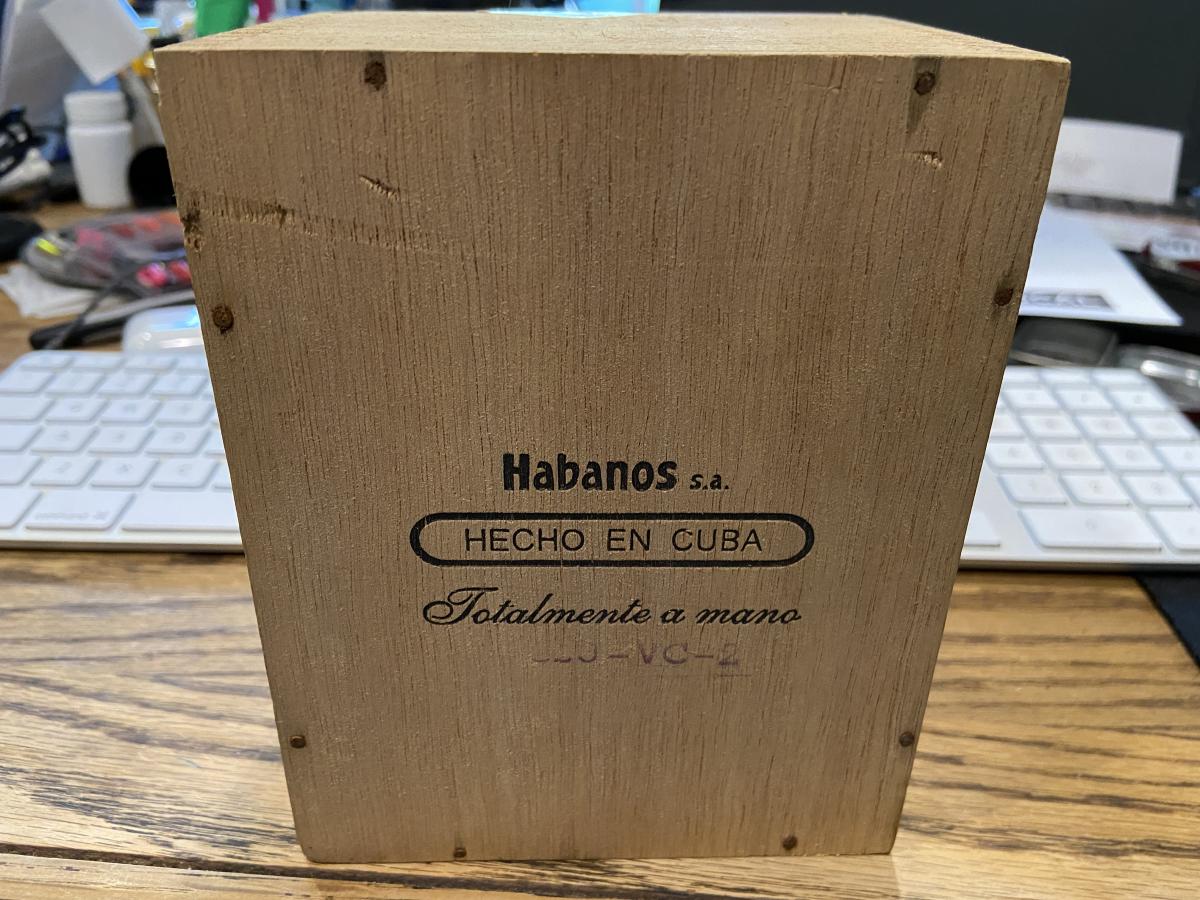 Habanos s.a.
HECHO EN CUBA
Totalmente a mano